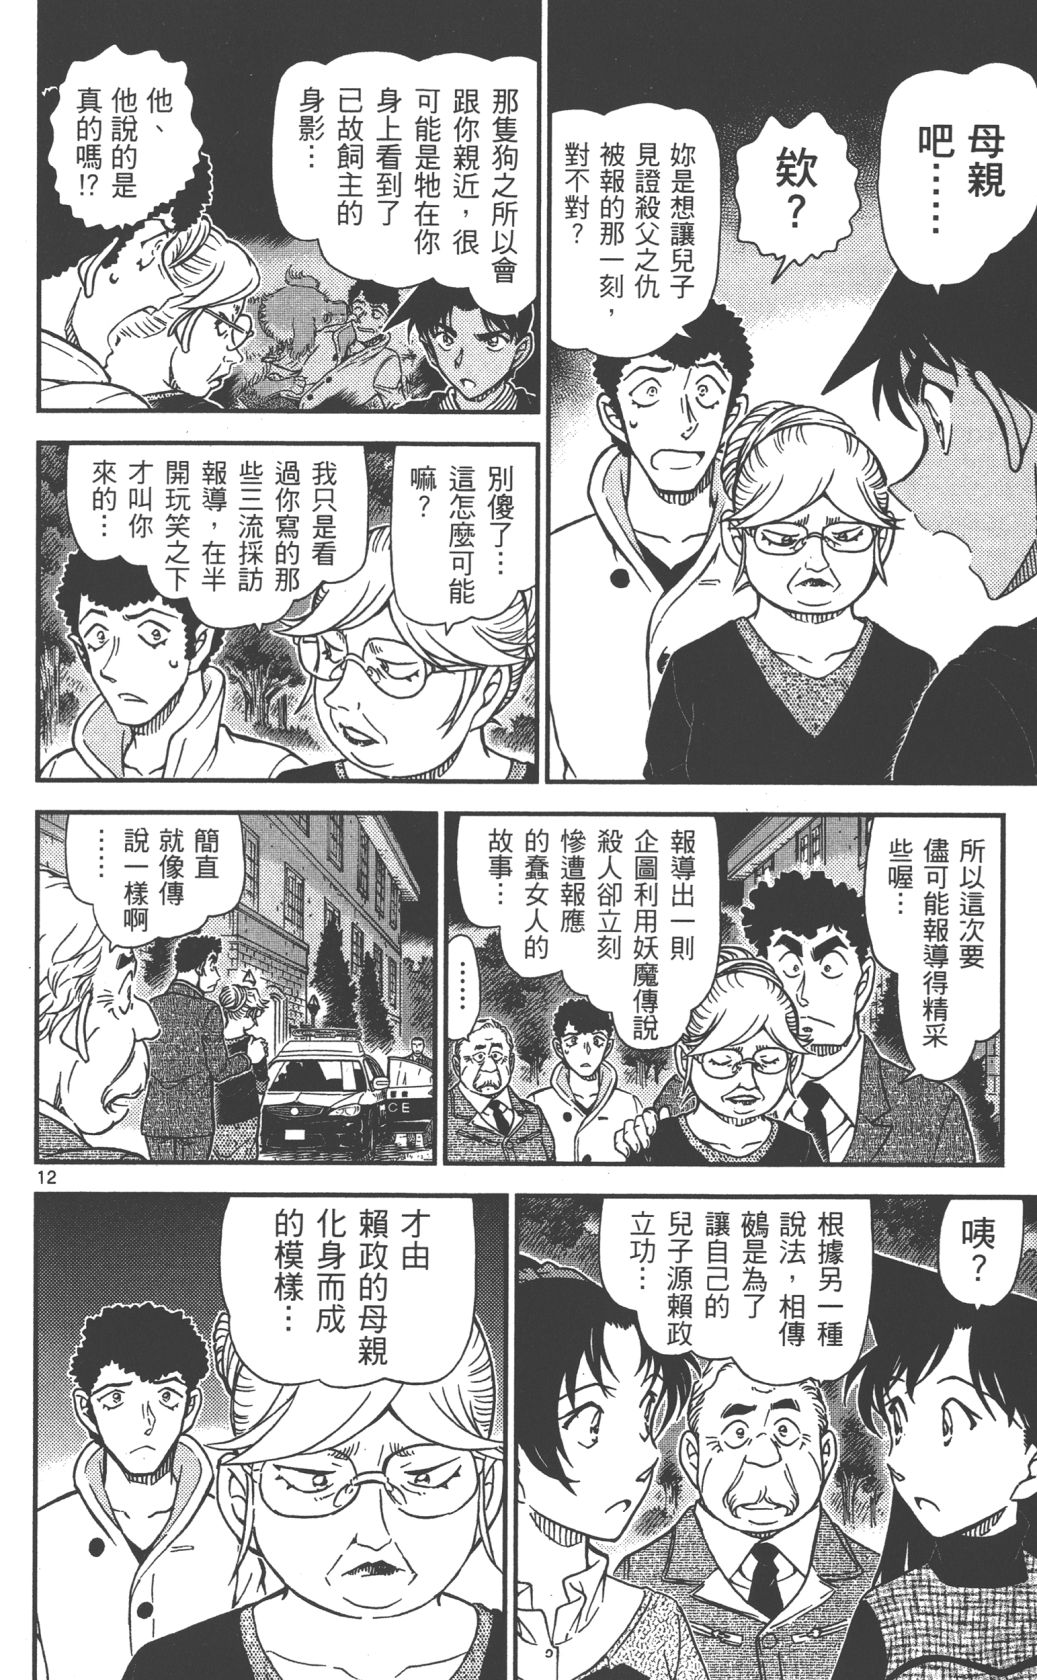 母親
吧……
欸？
妳是想讓兒子
見證殺父之仇
被報的那一刻，
對不對？
那隻狗之所以會
跟你親近，很
可能是牠在你
身上看到了
已故飼主的
身影…
他、
他說的是
真的嗎!?
別傻了…
這怎麼可能
嘛？
我只是看
過你寫的那
些三流採訪
報導，在半
開玩笑之下
才叫你
來的…
所以這次要
儘可能報導得精采
些喔…
報導出一則
企圖利用妖魔傳說
殺人卻立刻
慘遭報應
的蠢女人的
故事…
……
簡直
就像傳
說一樣啊
……
CE
12
咦？
根據另一種
說法，相傳
鵺是為了
讓自己的
兒子源賴政
立功…
才由
賴政的母親
化身而成
的模樣…